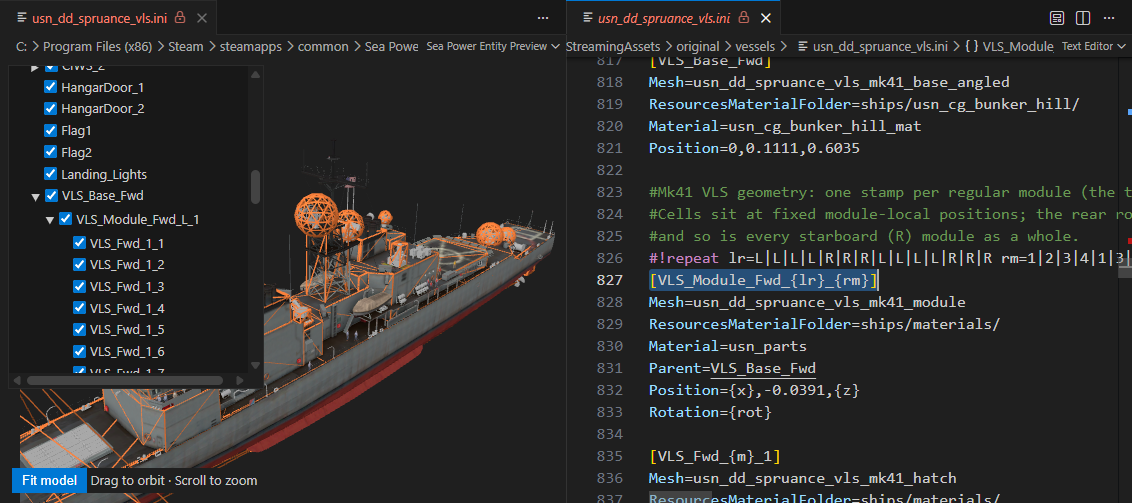 usn_dd_spruance_vls.ini
C: > Program Files (x86) > Steam > steamapps > common > Sea Powe
Sea Power Entity Preview
CIWS_2
HangarDoor_1
HangarDoor_2
Flag1
Flag2
Landing_Lights
VLS_Base_Fwd
VLS_Module_Fwd_L_1
VLS_Fwd_1_1
VLS_Fwd_1_2
VLS_Fwd_1_3
VLS_Fwd_1_4
VLS_Fwd_1_5
VLS_Fwd_1_6
VLS_Fwd_1_7
Fit model
Drag to orbit · Scroll to zoom
usn_dd_spruance_vls.ini
StreamingAssets > original > vessels > usn_dd_spruance_vls.ini > { } VLS_Module
Text Editor
817 [VLS_Base_Fwd]
818 Mesh=usn_dd_spruance_vls_mk41_base_angled
819 ResourcesMaterialFolder=ships/usn_cg_bunker_hill/
820 Material=usn_cg_bunker_hill_mat
821 Position=0,0.1111,0.6035
822
823 #Mk41 VLS geometry: one stamp per regular module (the t
824 #Cells sit at fixed module-local positions; the rear ro
825 #and so is every starboard (R) module as a whole.
826 #!repeat lr=L|L|L|L|R|R|R|L|L|L|L|R|R|R rm=1|2|3|4|1|3|
827 [VLS_Module_Fwd_{lr}_{rm}]
828 Mesh=usn_dd_spruance_vls_mk41_module
829 ResourcesMaterialFolder=ships/materials/
830 Material=usn_parts
831 Parent=VLS_Base_Fwd
832 Position={x},-0.0391,{z}
833 Rotation={rot}
834
835 [VLS_Fwd_{m}_1]
836 Mesh=usn_dd_spruance_vls_mk41_hatch
837 ResourcesMaterialFolder=ships/materials/